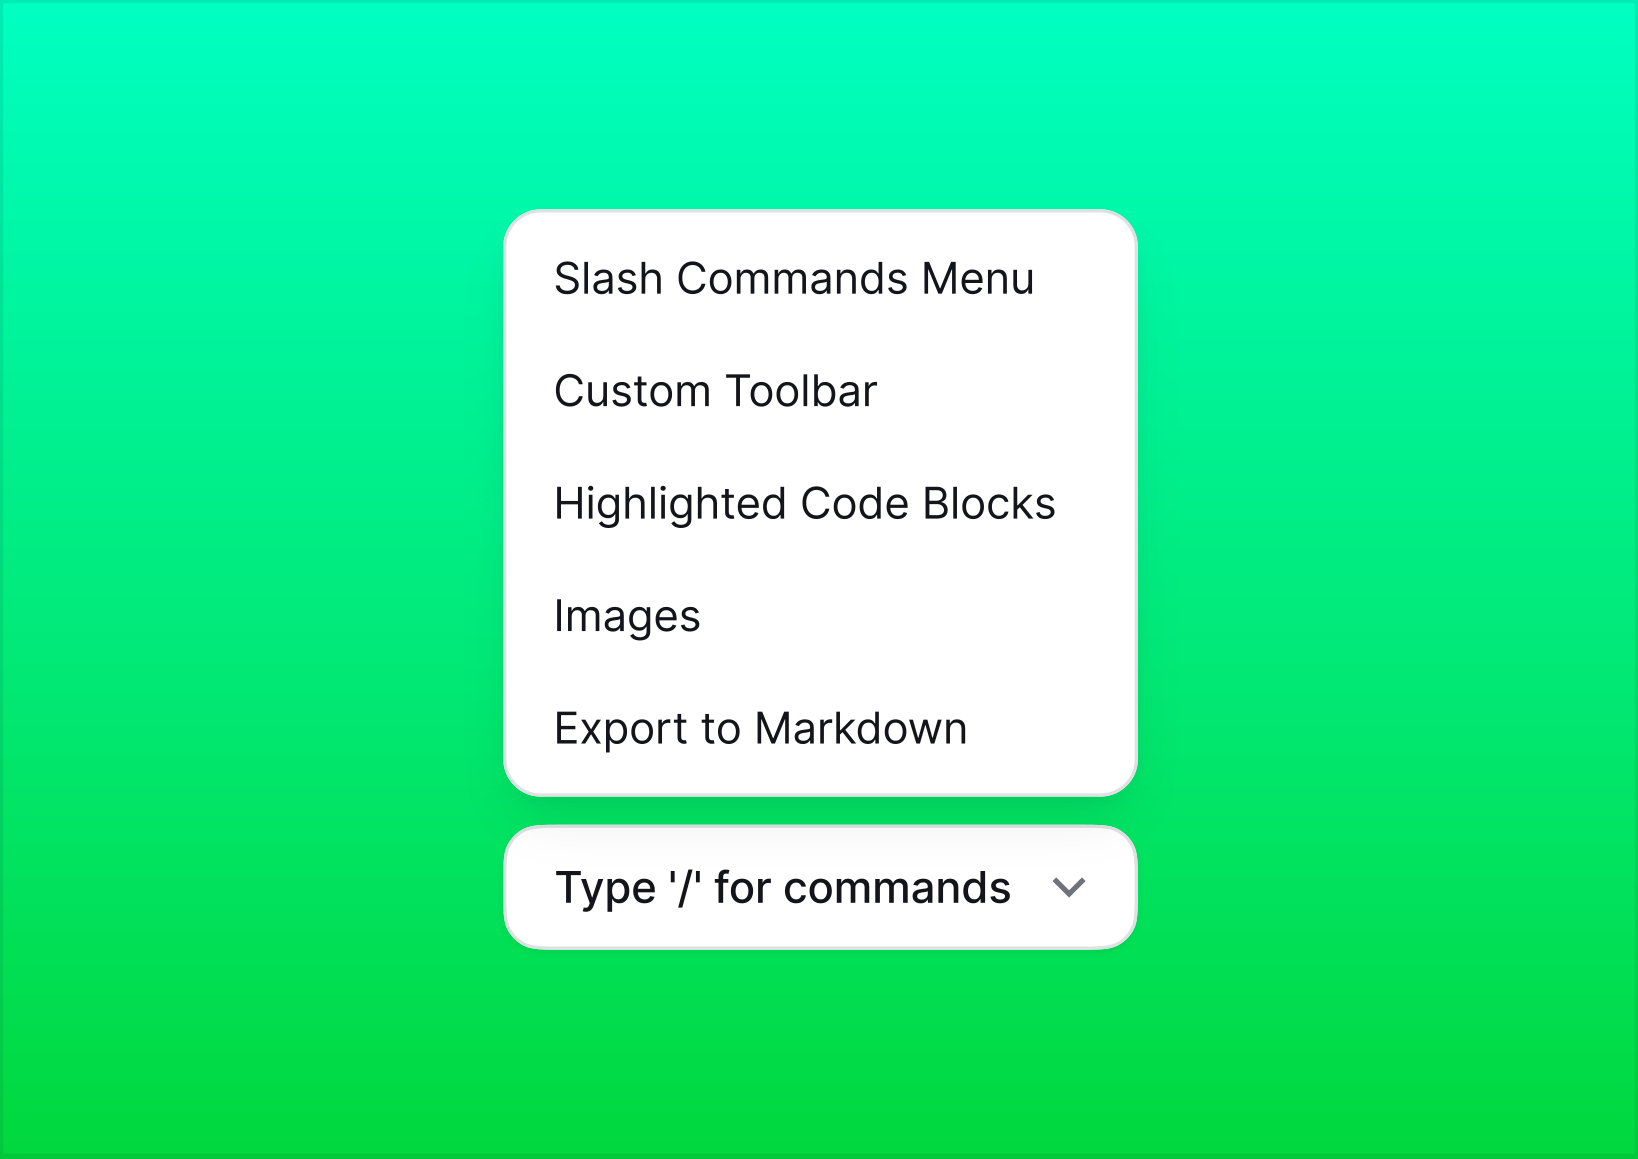 Slash Commands Menu
Custom Toolbar
Highlighted Code Blocks
Images
Export to Markdown
Type '/' for commands